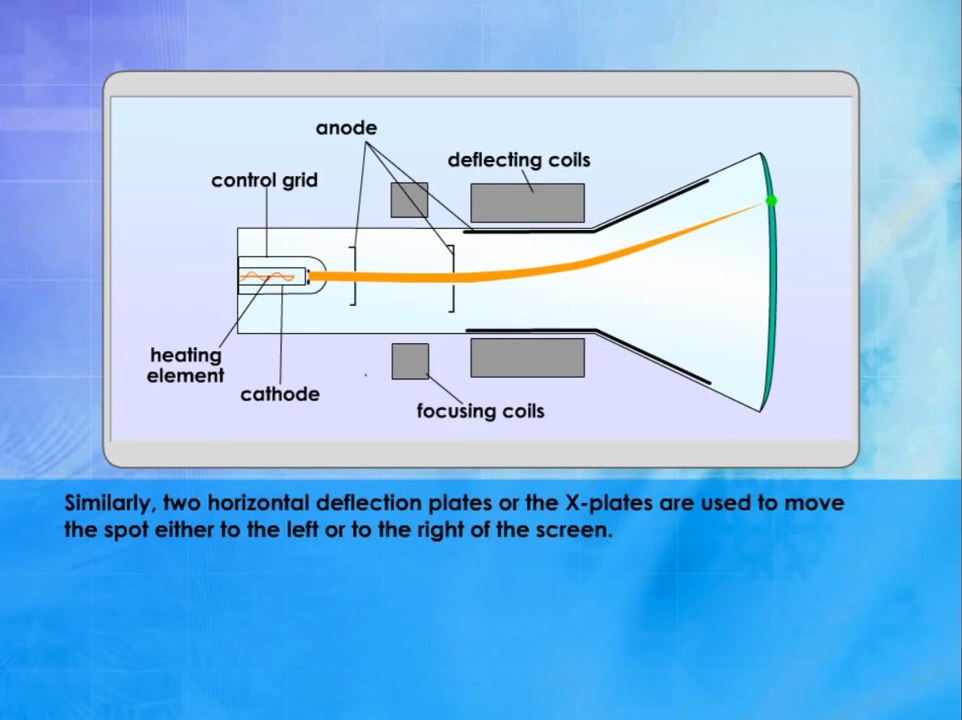 anode
deflecting coils
control grid
heating
element
cathode
focusing coils
Similarly, two horizontal deflection plates or the X-plates are used to move
the spot either to the left or to the right of the screen.